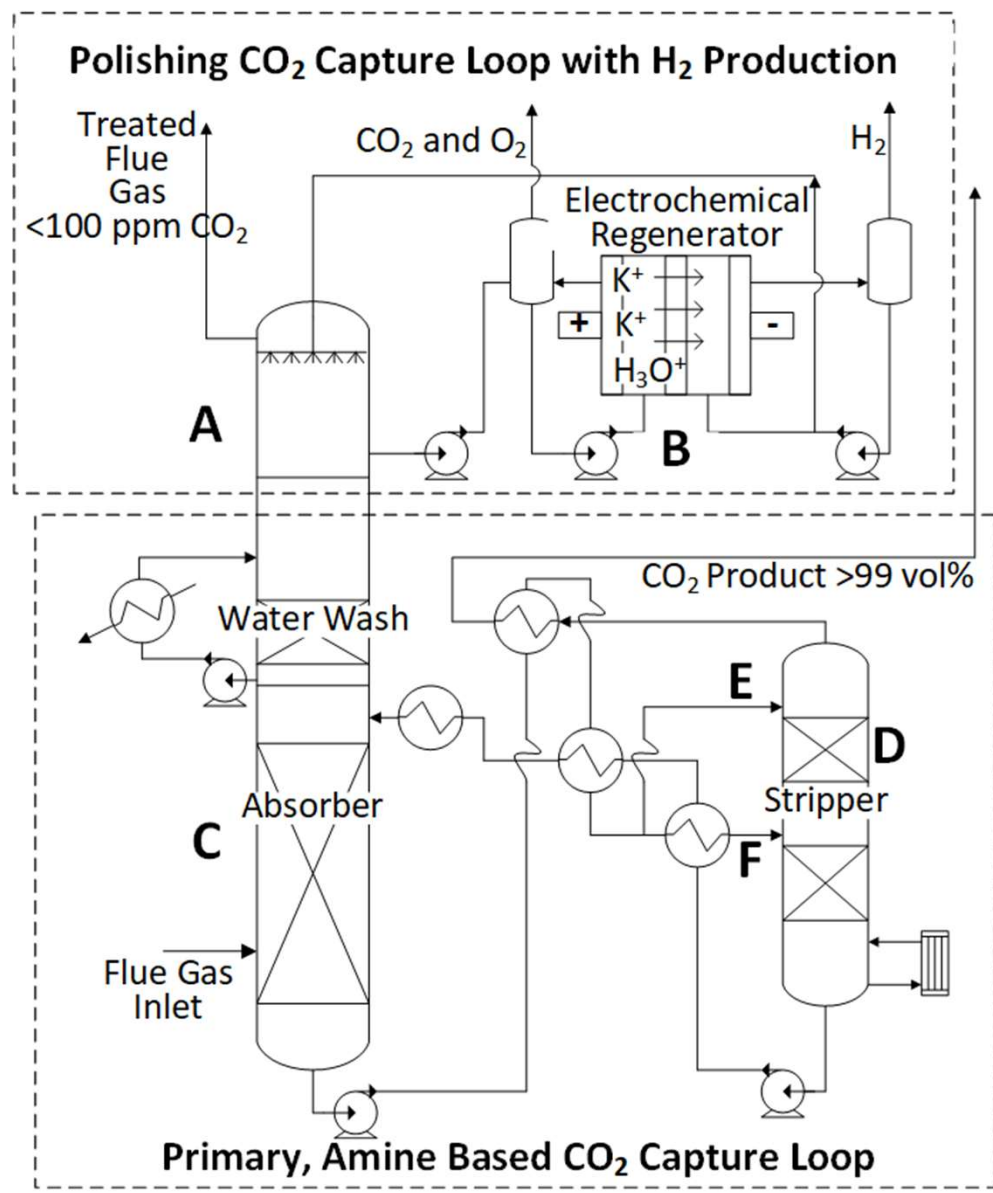 Polishing CO₂ Capture Loop with H₂ Production
Treated
Flue
Gas
<100 ppm CO₂
CO₂ and O₂
H₂
Electrochemical
Regenerator
K⁺
+
K⁺
-
H₃O⁺
A
B
CO₂ Product >99 vol%
Water Wash
E
D
Absorber
Stripper
C
F
Flue Gas
Inlet
Primary, Amine Based CO₂ Capture Loop